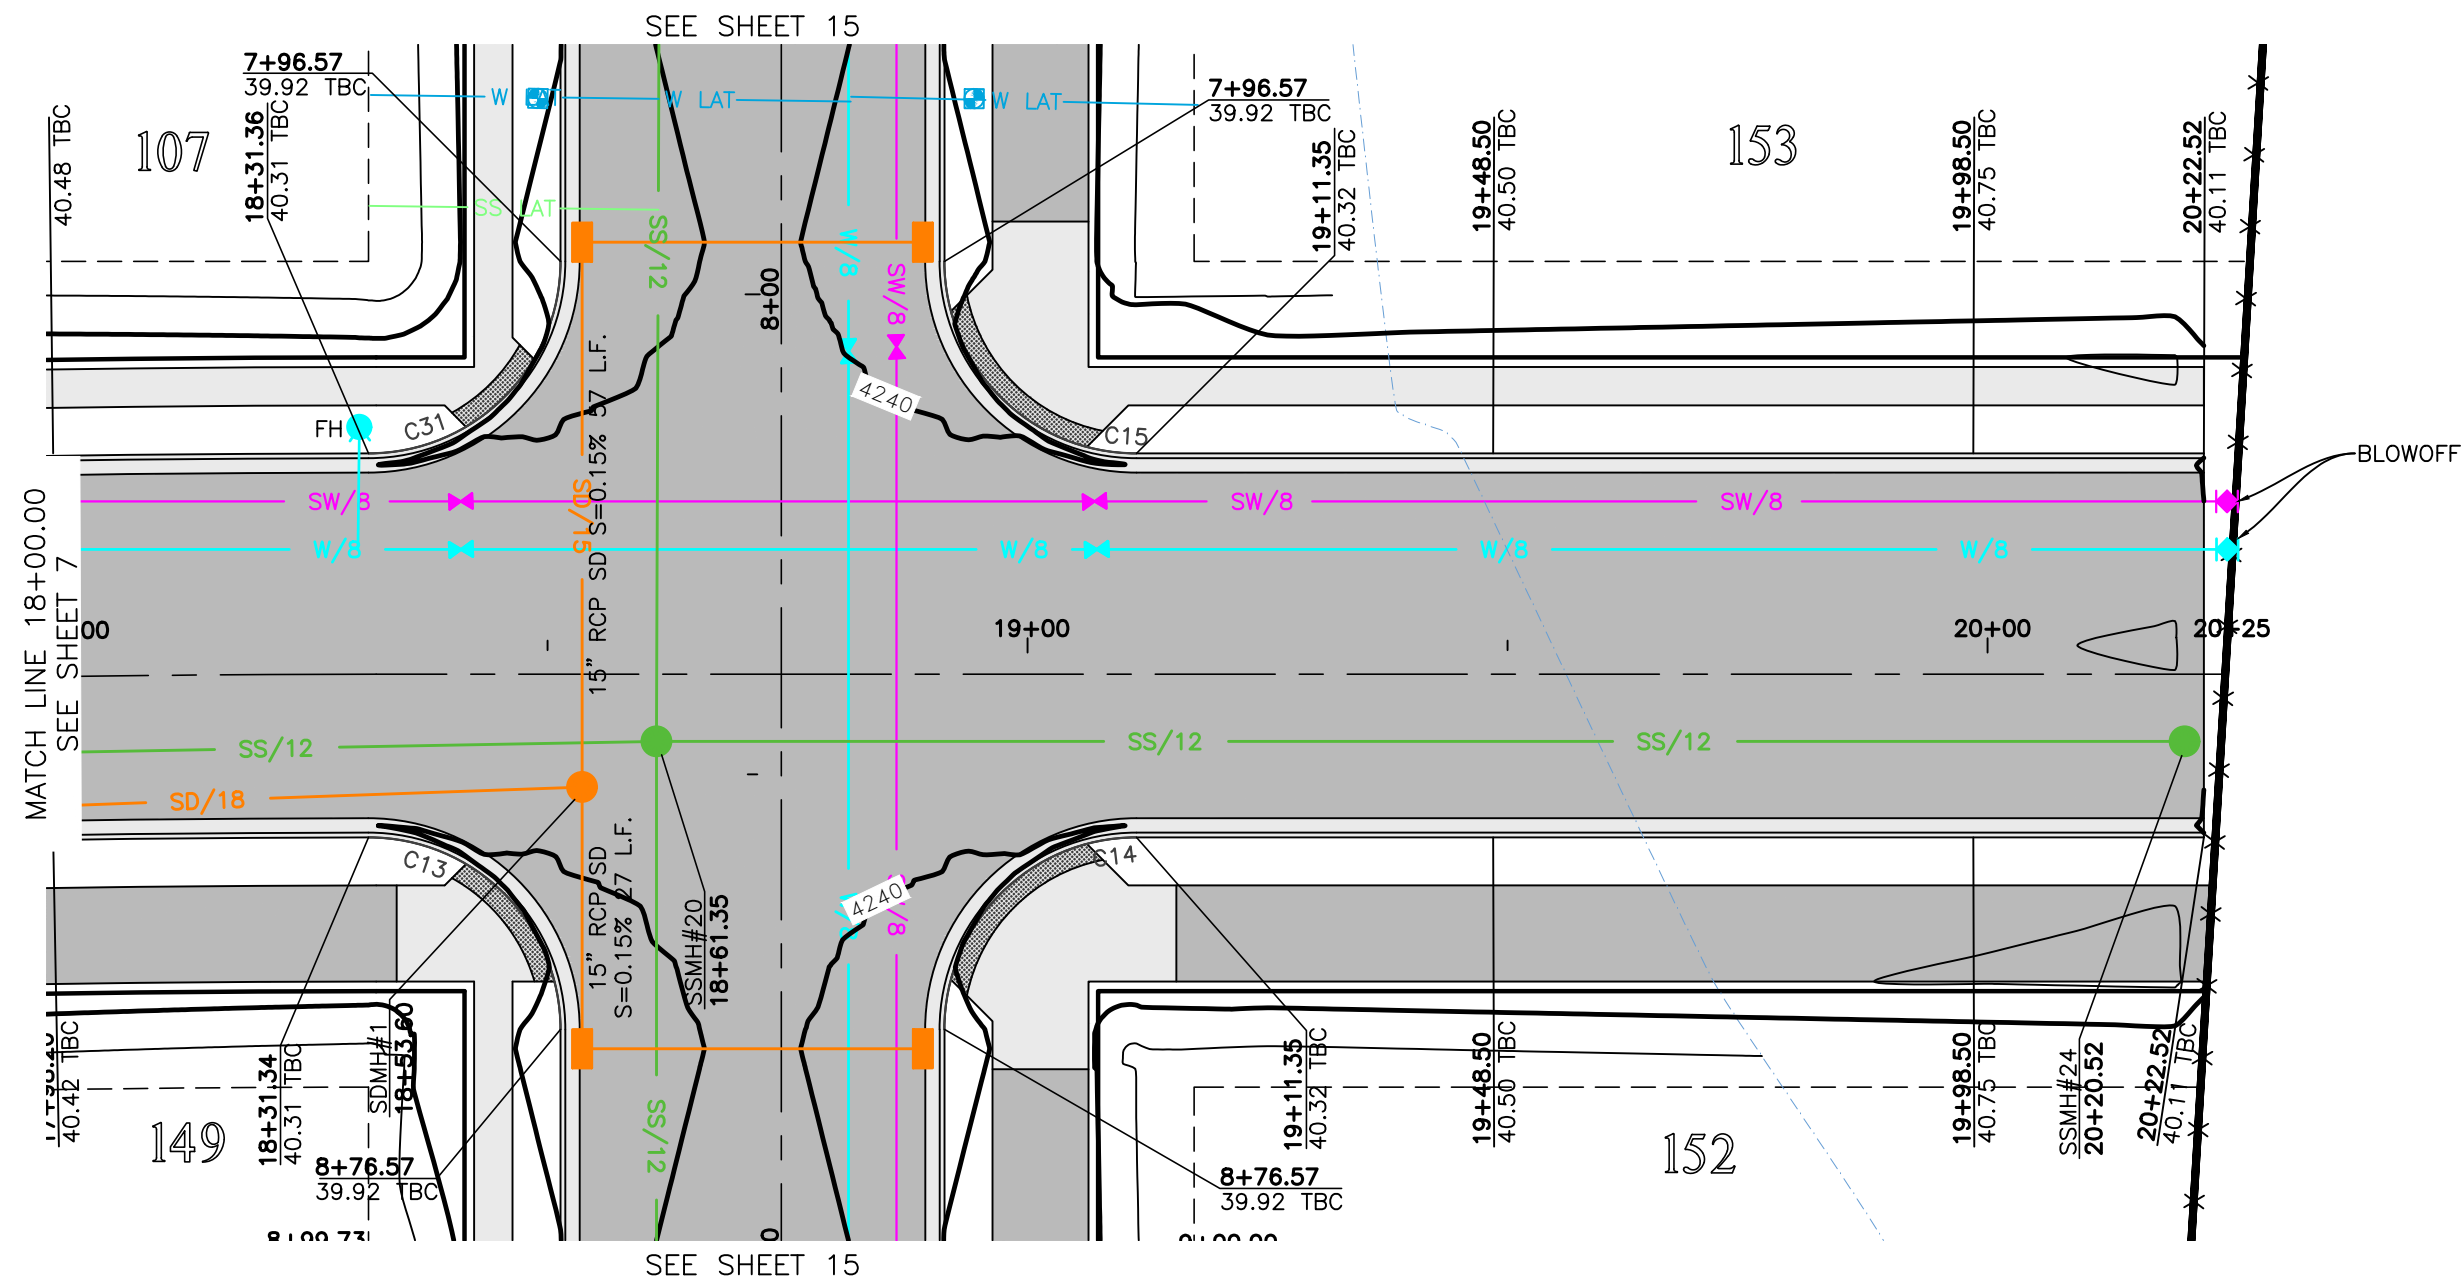 SEE SHEET 15
7+96.57
39.92 TBC
W LAT
W LAT
W LAT
7+96.57
39.92 TBC
40.48 TBC
107
18+31.36
40.31 TBC
SS LAT
SS/12
W/8
SW/8
8+00
19+11.35
40.32 TBC
19+48.50
40.50 TBC
153
19+98.50
40.75 TBC
20+22.52
40.11 TBC
4240
FH
C31
C15
BLOWOFF
SW/8
SW/8
SW/8
W/8
W/8
W/8
W/8
SD/15
15" RCP SD S=0.15% 57 L.F.
MATCH LINE 18+00.00
SEE SHEET 7
00
19+00
20+00
20+25
SS/12
SS/12
SS/12
SD/18
C13
C14
4240
15" RCP SD
S=0.15% 27 L.F.
SSMH#20
18+61.35
40.42 TBC
149
18+31.34
40.31 TBC
SDMH#1
18+53.60
8+76.57
39.92 TBC
SS/12
8+76.57
39.92 TBC
19+11.35
40.32 TBC
19+48.50
40.50 TBC
152
19+98.50
40.75 TBC
SSMH#24
20+20.52
20+22.52
40.11 TBC
8+99.73
SEE SHEET 15